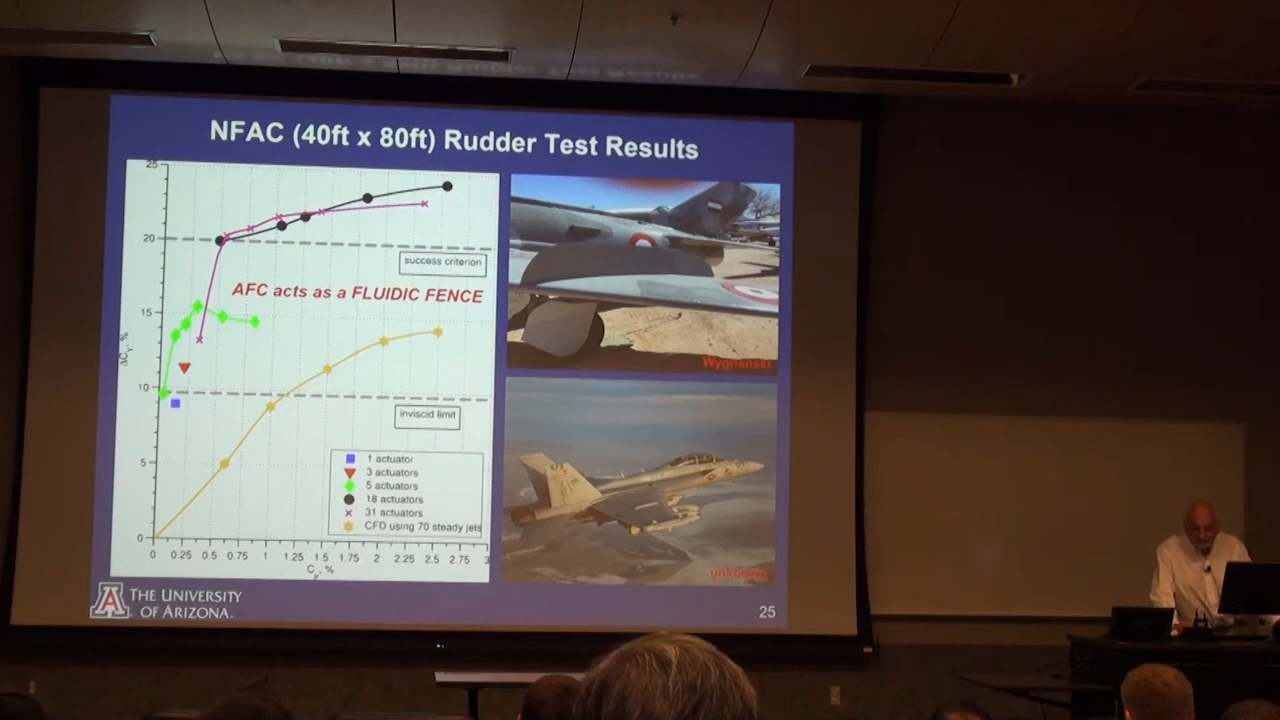 NFAC (40ft x 80ft) Rudder Test Results
25
20
15
10
5
0
ΔCY, %
success criterion
AFC acts as a FLUIDIC FENCE
inviscid limit
1 actuator
3 actuators
5 actuators
18 actuators
31 actuators
CFD using 70 steady jets
0 0.25 0.5 0.75 1 1.25 1.5 1.75 2 2.25 2.5 2.75 3
Cμ, %
Wygnanski
unknown
A THE UNIVERSITY
OF ARIZONA.
25